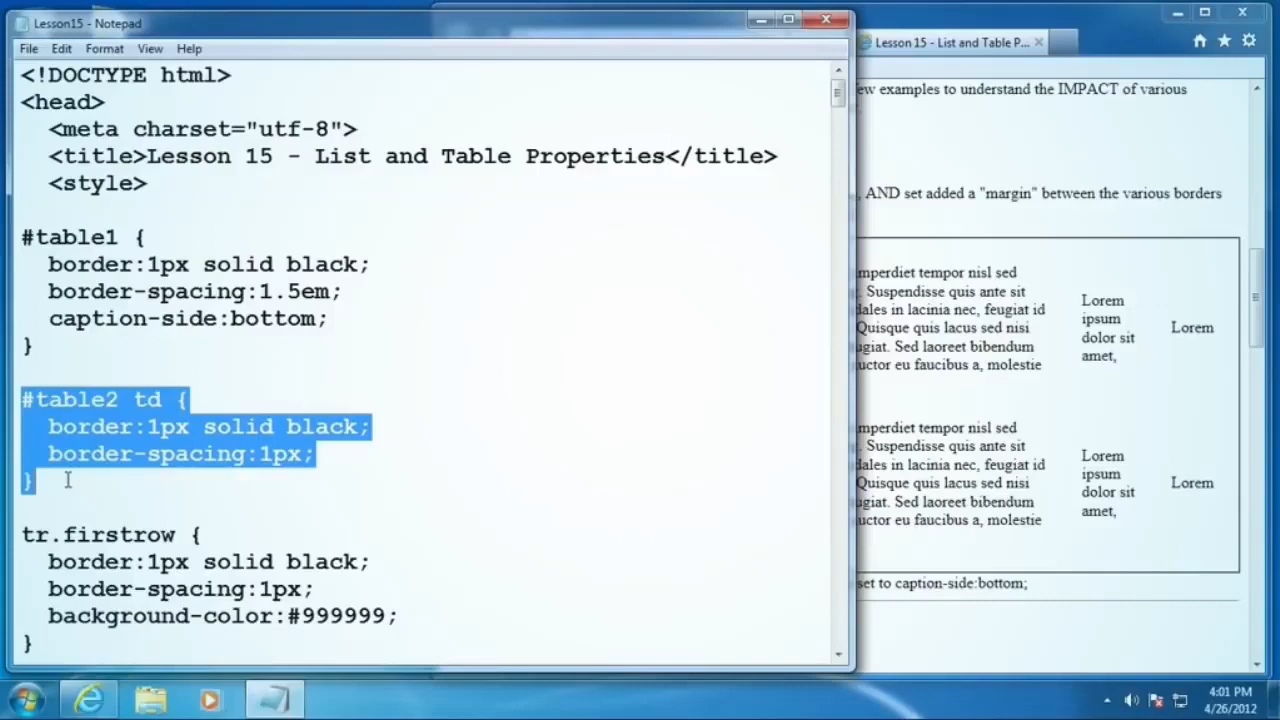 Lesson15 - Notepad
File Edit Format View Help
<!DOCTYPE html>
<head>
<meta charset="utf-8">
<title>Lesson 15 - List and Table Properties</title>
<style>
#table1 {
border:1px solid black;
border-spacing:1.5em;
caption-side:bottom;
}
#table2 td {
border:1px solid black;
border-spacing:1px;
}
tr.firstrow {
border:1px solid black;
border-spacing:1px;
background-color:#999999;
}
Lesson 15 - List and Table P...
examples to understand the IMPACT of various
, AND set added a "margin" between the various borders
imperdiet tempor nisl sed
. Suspendisse quis ante sit
dales in lacinia nec, feugiat id
Quisque quis lacus sed nisi
ugiat. Sed laoreet bibendum
uctor eu faucibus a, molestie
Lorem
ipsum
dolor sit
amet,
Lorem
imperdiet tempor nisl sed
. Suspendisse quis ante sit
dales in lacinia nec, feugiat id
Quisque quis lacus sed nisi
ugiat. Sed laoreet bibendum
uctor eu faucibus a, molestie
Lorem
ipsum
dolor sit
amet,
Lorem
set to caption-side:bottom;
4:01 PM
4/26/2012